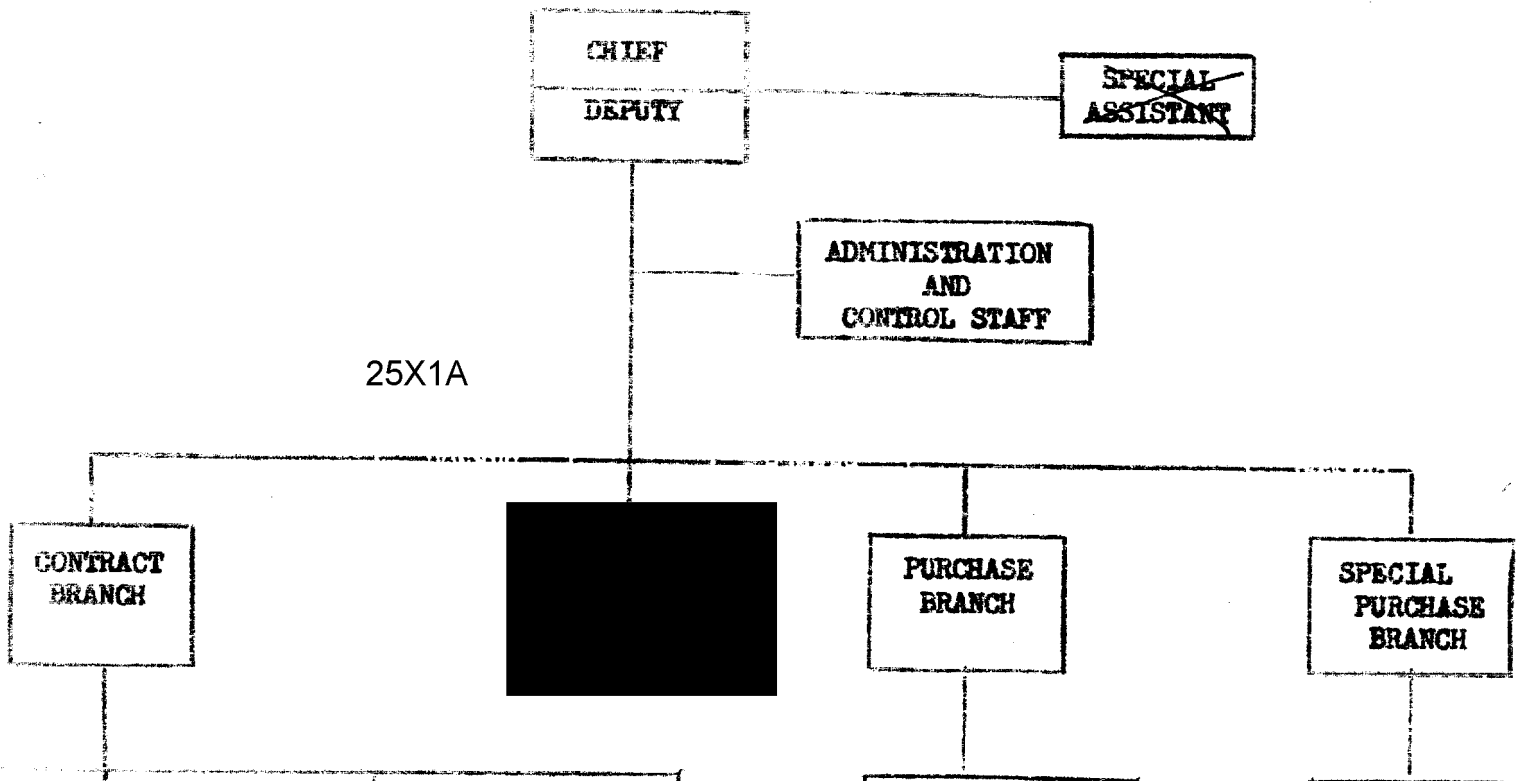 CHIEF
DEPUTY
SPECIAL
ASSISTANT
ADMINISTRATION
AND
CONTROL STAFF
25X1A
CONTRACT
BRANCH
PURCHASE
BRANCH
SPECIAL
PURCHASE
BRANCH